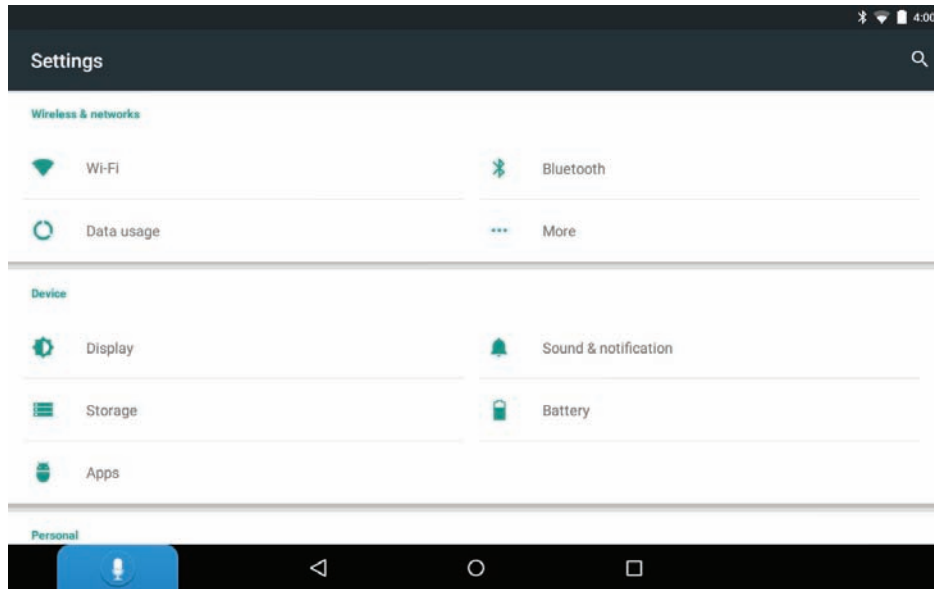 4:00
Settings
Wireless & networks
Wi-Fi
Bluetooth
Data usage
More
Device
Display
Sound & notification
Storage
Battery
Apps
Personal